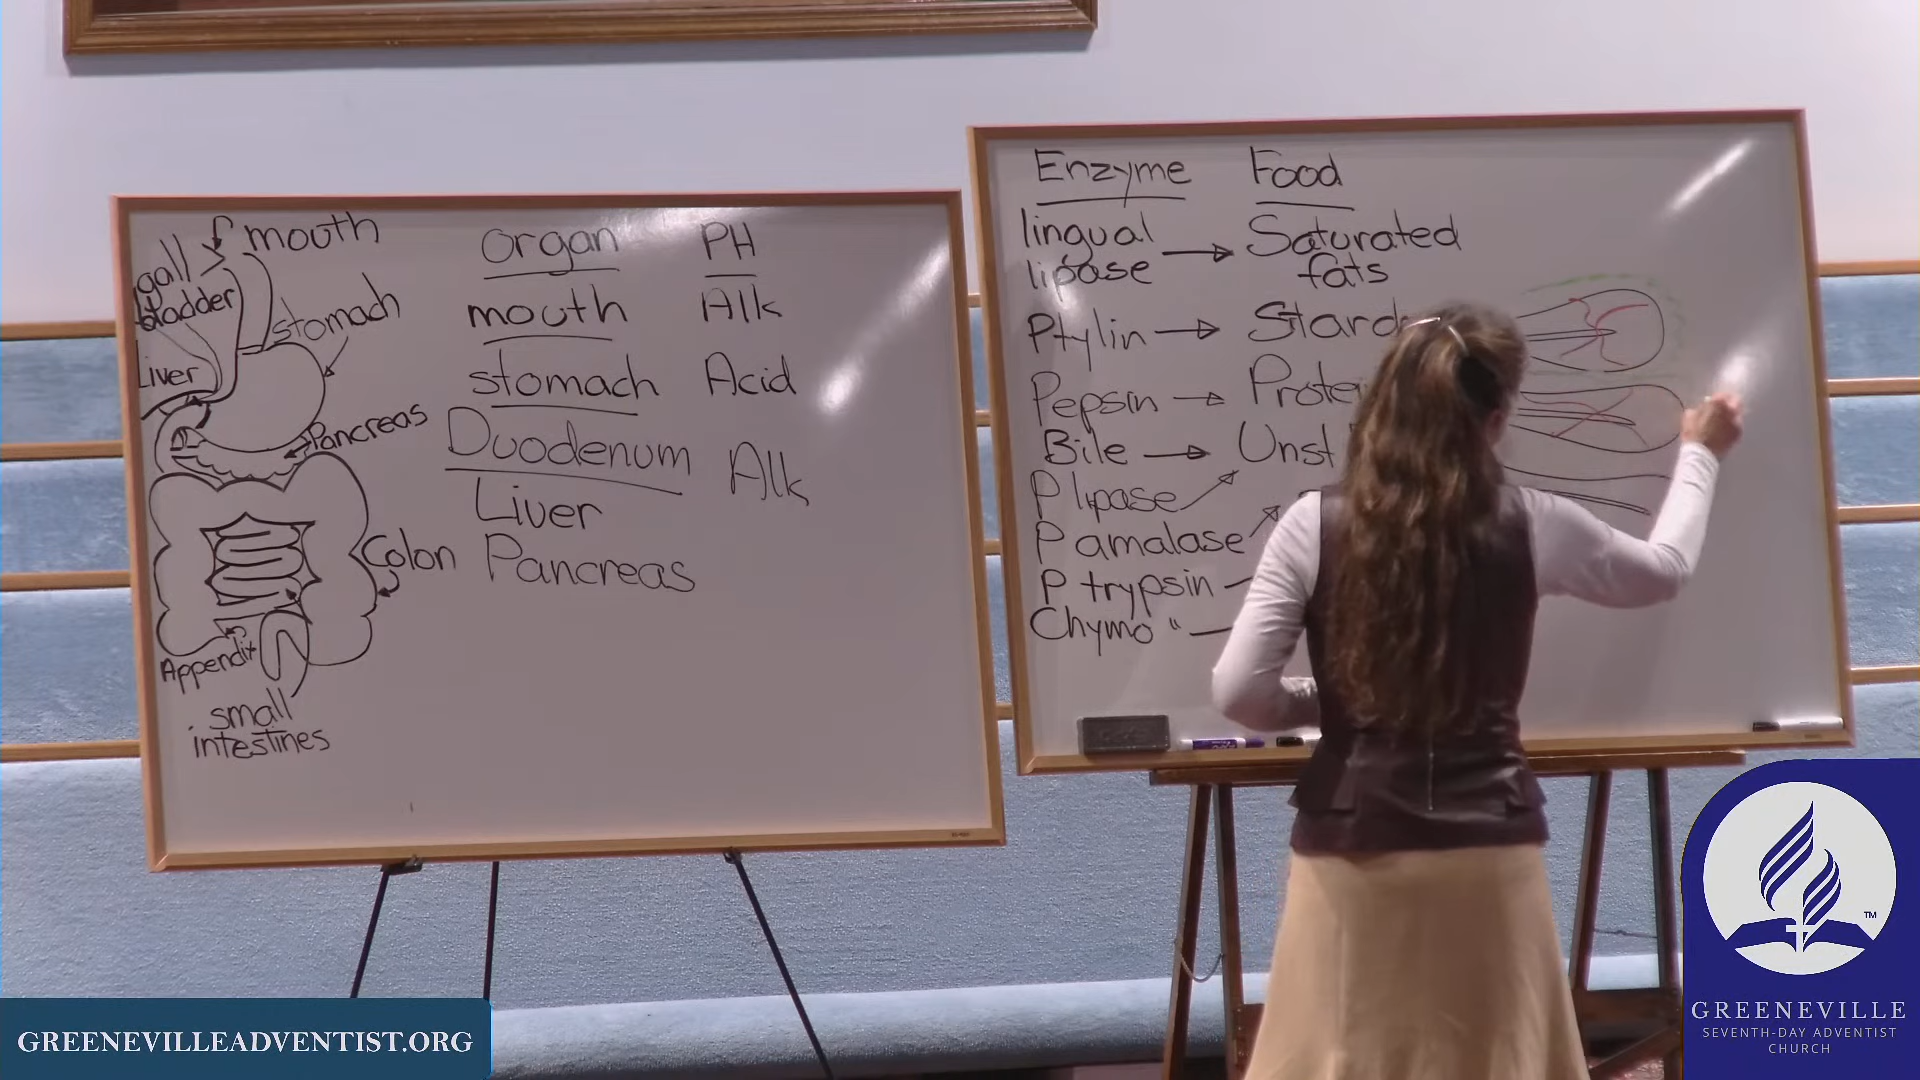 gall
bladder
mouth
stomach
Liver
Pancreas
Colon
Appendix
small
intestines
organ PH
mouth Alk
stomach Acid
Duodenum Alk
Liver
Pancreas
Enzyme Food
lingual
lipase
Saturated
fats
Ptylin
Pepsin
Bile
P lipase
P amalase
P trypsin
Chymo "
GREENEVILLEADVENTIST.ORG
TM
GREENEVILLE
SEVENTH-DAY ADVENTIST
CHURCH